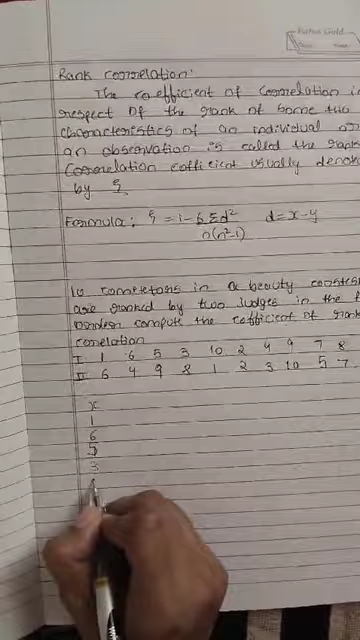 Rank correlation:
The coefficient of correlation in
respect of the rank of some two
characteristics of an individual or
an observation is called the rank
Correlation coefficient usually denot
by ξ
Formula: ξ = 1 - 6Σd² / n(n²-1) d = x-y
10 competitors in a beauty contest
are ranked by two judges in the f
compute the coefficient of rank
correlation
I: 1 6 5 3 10 2 4 9 7 8
II: 6 4 9 8 1 2 3 10 5 7
x
1
6
5
3